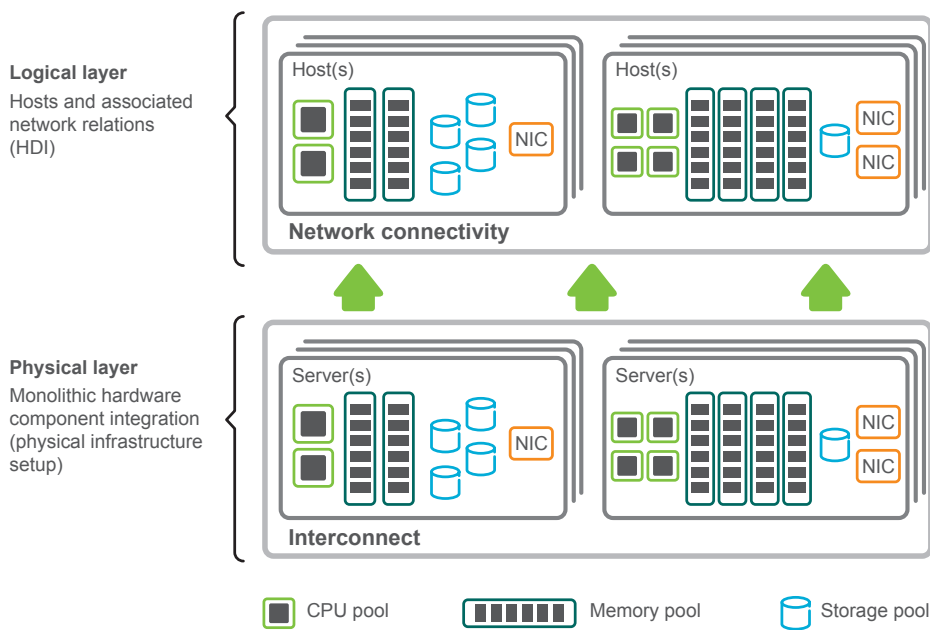 Logical layer
Hosts and associated
network relations
(HDI)
Host(s)
NIC
Host(s)
NIC
NIC
Network connectivity
Physical layer
Monolithic hardware
component integration
(physical infrastructure
setup)
Server(s)
NIC
Server(s)
NIC
NIC
Interconnect
CPU pool
Memory pool
Storage pool